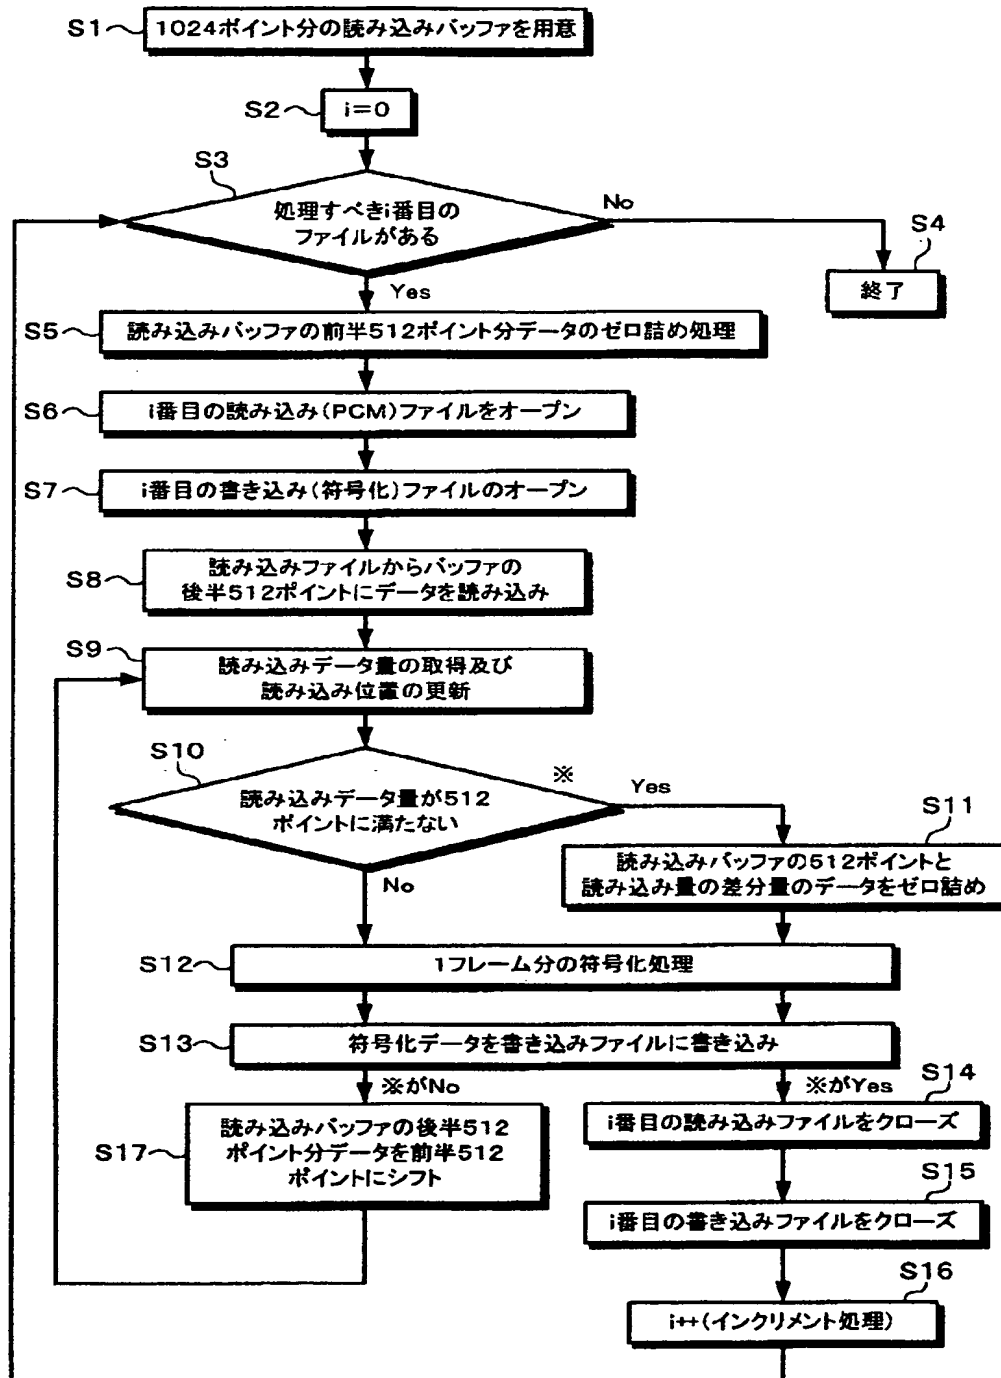 S1
1024ポイント分の読み込みバッファを用意
S2
i=0
S3
処理すべきi番目の
ファイルがある
No
S4
終了
Yes
S5
読み込みバッファの前半512ポイント分データのゼロ詰め処理
S6
i番目の読み込み(PCM)ファイルをオープン
S7
i番目の書き込み(符号化)ファイルのオープン
S8
読み込みファイルからバッファの
後半512ポイントにデータを読み込み
S9
読み込みデータ量の取得及び
読み込み位置の更新
S10
読み込みデータ量が512
ポイントに満たない
※
Yes
No
S11
読み込みバッファの512ポイントと
読み込み量の差分量のデータをゼロ詰め
S12
1フレーム分の符号化処理
S13
符号化データを書き込みファイルに書き込み
※がNo
※がYes
S14
i番目の読み込みファイルをクローズ
S17
読み込みバッファの後半512
ポイント分データを前半512
ポイントにシフト
S15
i番目の書き込みファイルをクローズ
S16
i++(インクリメント処理)